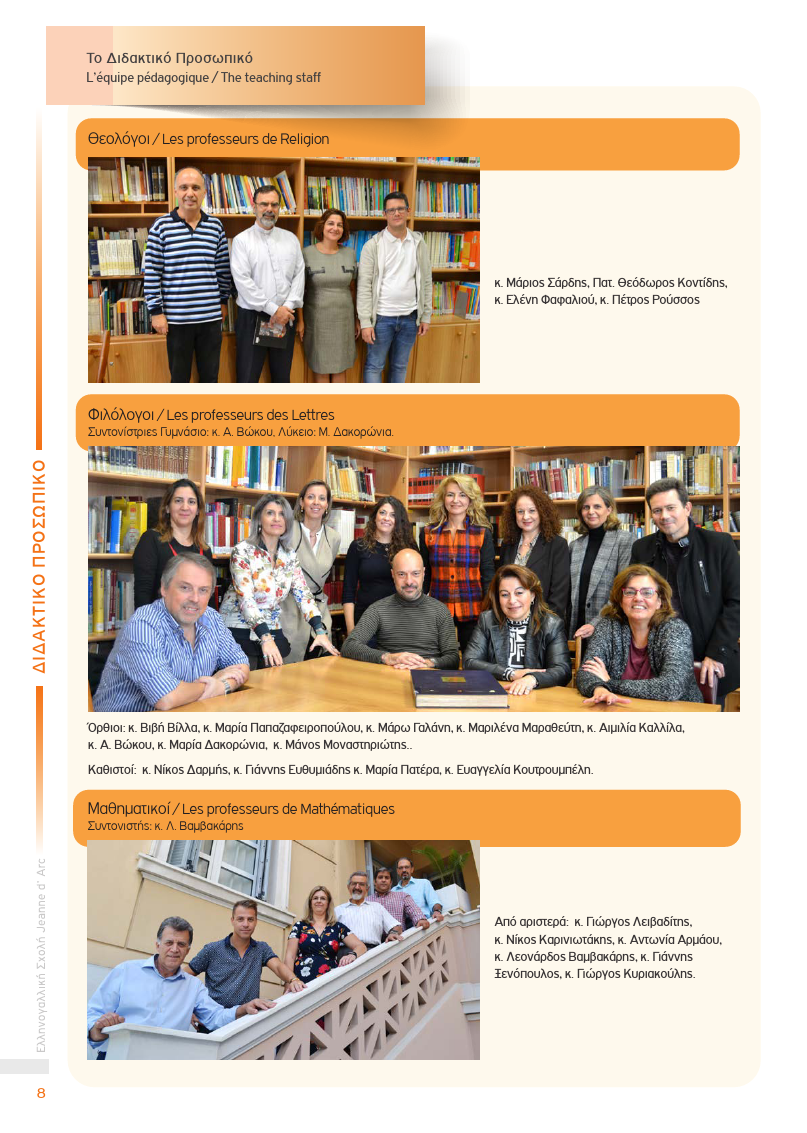 Το Διδακτικό Προσωπικό
L'équipe pédagogique / The teaching staff
Θεολόγοι / Les professeurs de Religion
κ. Μάριος Σάρδης, Πατ. Θεόδωρος Κοντίδης,
κ. Ελένη Φαφαλιού, κ. Πέτρος Ρούσσος
Φιλόλογοι / Les professeurs des Lettres
Συντονίστριες Γυμνάσιο: κ. Α. Βώκου, Λύκειο: Μ. Δακορώνια.
Όρθιοι: κ. Βιβή Βίλλα, κ. Μαρία Παπαζαφειροπούλου, κ. Μάρω Γαλάνη, κ. Μαριλένα Μαραθεύτη, κ. Αιμιλία Καλλίλα,
κ. Α. Βώκου, κ. Μαρία Δακορώνια, κ. Μάνος Μοναστηριώτης..
Καθιστοί: κ. Νίκος Δαρμής, κ. Γιάννης Ευθυμιάδης κ. Μαρία Πατέρα, κ. Ευαγγελία Κουτρουμπέλη.
Μαθηματικοί / Les professeurs de Mathématiques
Συντονιστής: κ. Λ. Βαμβακάρης
Από αριστερά: κ. Γιώργος Λειβαδίτης,
κ. Νίκος Καρινιωτάκης, κ. Αντωνία Αρμάου,
κ. Λεονάρδος Βαμβακάρης, κ. Γιάννης
Ξενόπουλος, κ. Γιώργος Κυριακούλης.
ΔΙΔΑΚΤΙΚΟ ΠΡΟΣΩΠΙΚΟ
Ελληνογαλλική Σχολή Jeanne d' Arc
8